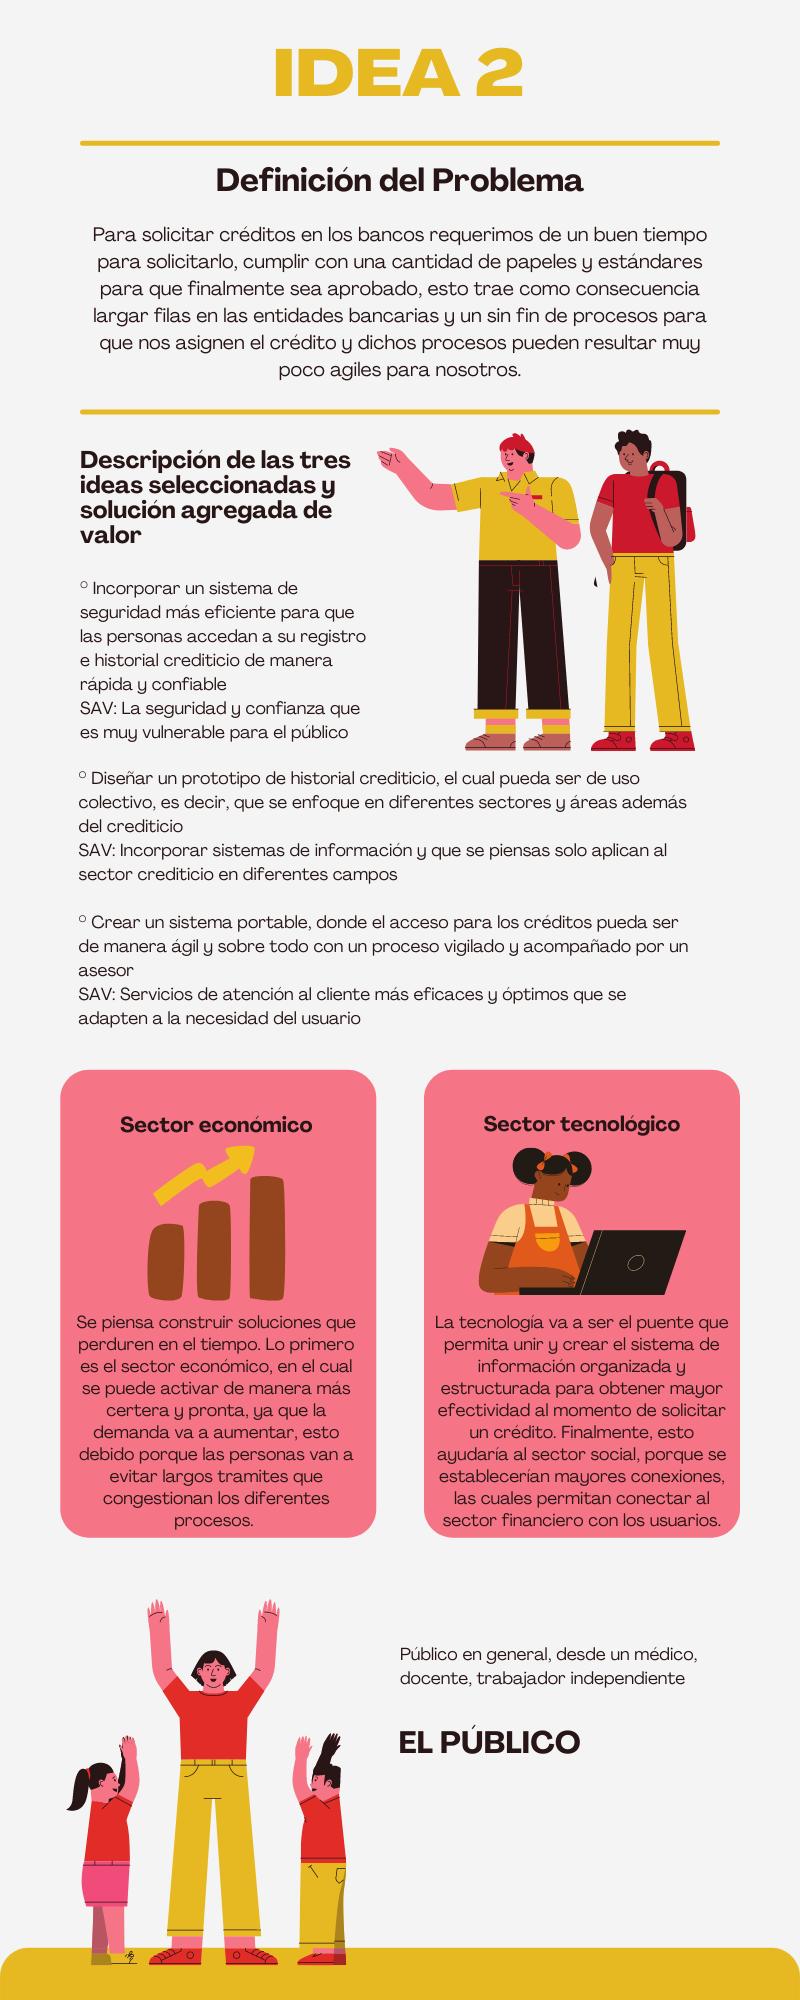 IDEA 2
Definición del Problema
Para solicitar créditos en los bancos requerimos de un buen tiempo
para solicitarlo, cumplir con una cantidad de papeles y estándares
para que finalmente sea aprobado, esto trae como consecuencia
largar filas en las entidades bancarias y un sin fin de procesos para
que nos asignen el crédito y dichos procesos pueden resultar muy
poco agiles para nosotros.
Descripción de las tres
ideas seleccionadas y
solución agregada de
valor
° Incorporar un sistema de
seguridad más eficiente para que
las personas accedan a su registro
e historial crediticio de manera
rápida y confiable
SAV: La seguridad y confianza que
es muy vulnerable para el público
° Diseñar un prototipo de historial crediticio, el cual pueda ser de uso
colectivo, es decir, que se enfoque en diferentes sectores y áreas además
del crediticio
SAV: Incorporar sistemas de información y que se piensas solo aplican al
sector crediticio en diferentes campos
° Crear un sistema portable, donde el acceso para los créditos pueda ser
de manera ágil y sobre todo con un proceso vigilado y acompañado por un
asesor
SAV: Servicios de atención al cliente más eficaces y óptimos que se
adapten a la necesidad del usuario
Sector económico
Se piensa construir soluciones que
perduren en el tiempo. Lo primero
es el sector económico, en el cual
se puede activar de manera más
certera y pronta, ya que la
demanda va a aumentar, esto
debido porque las personas van a
evitar largos tramites que
congestionan los diferentes
procesos.
Sector tecnológico
La tecnología va a ser el puente que
permita unir y crear el sistema de
información organizada y
estructurada para obtener mayor
efectividad al momento de solicitar
un crédito. Finalmente, esto
ayudaría al sector social, porque se
establecerían mayores conexiones,
las cuales permitan conectar al
sector financiero con los usuarios.
Público en general, desde un médico,
docente, trabajador independiente
EL PÚBLICO